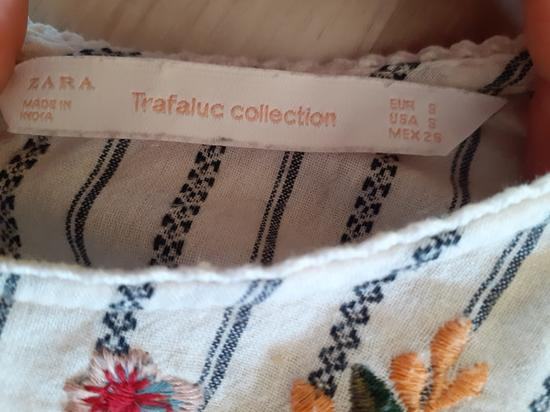 ZARA
MADE IN
INDIA
Trafaluc collection
EUR S
USA S
MEX 26